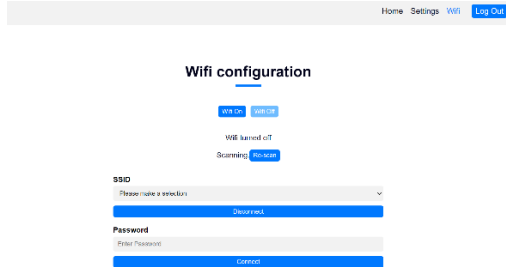 Home Settings Wifi Log Out
Wifi configuration
Wifi On Wifi Off
Wifi turned off
Scanning. Re-scan
SSID
Please make a selection
Disconnect
Password
Enter Password
Connect